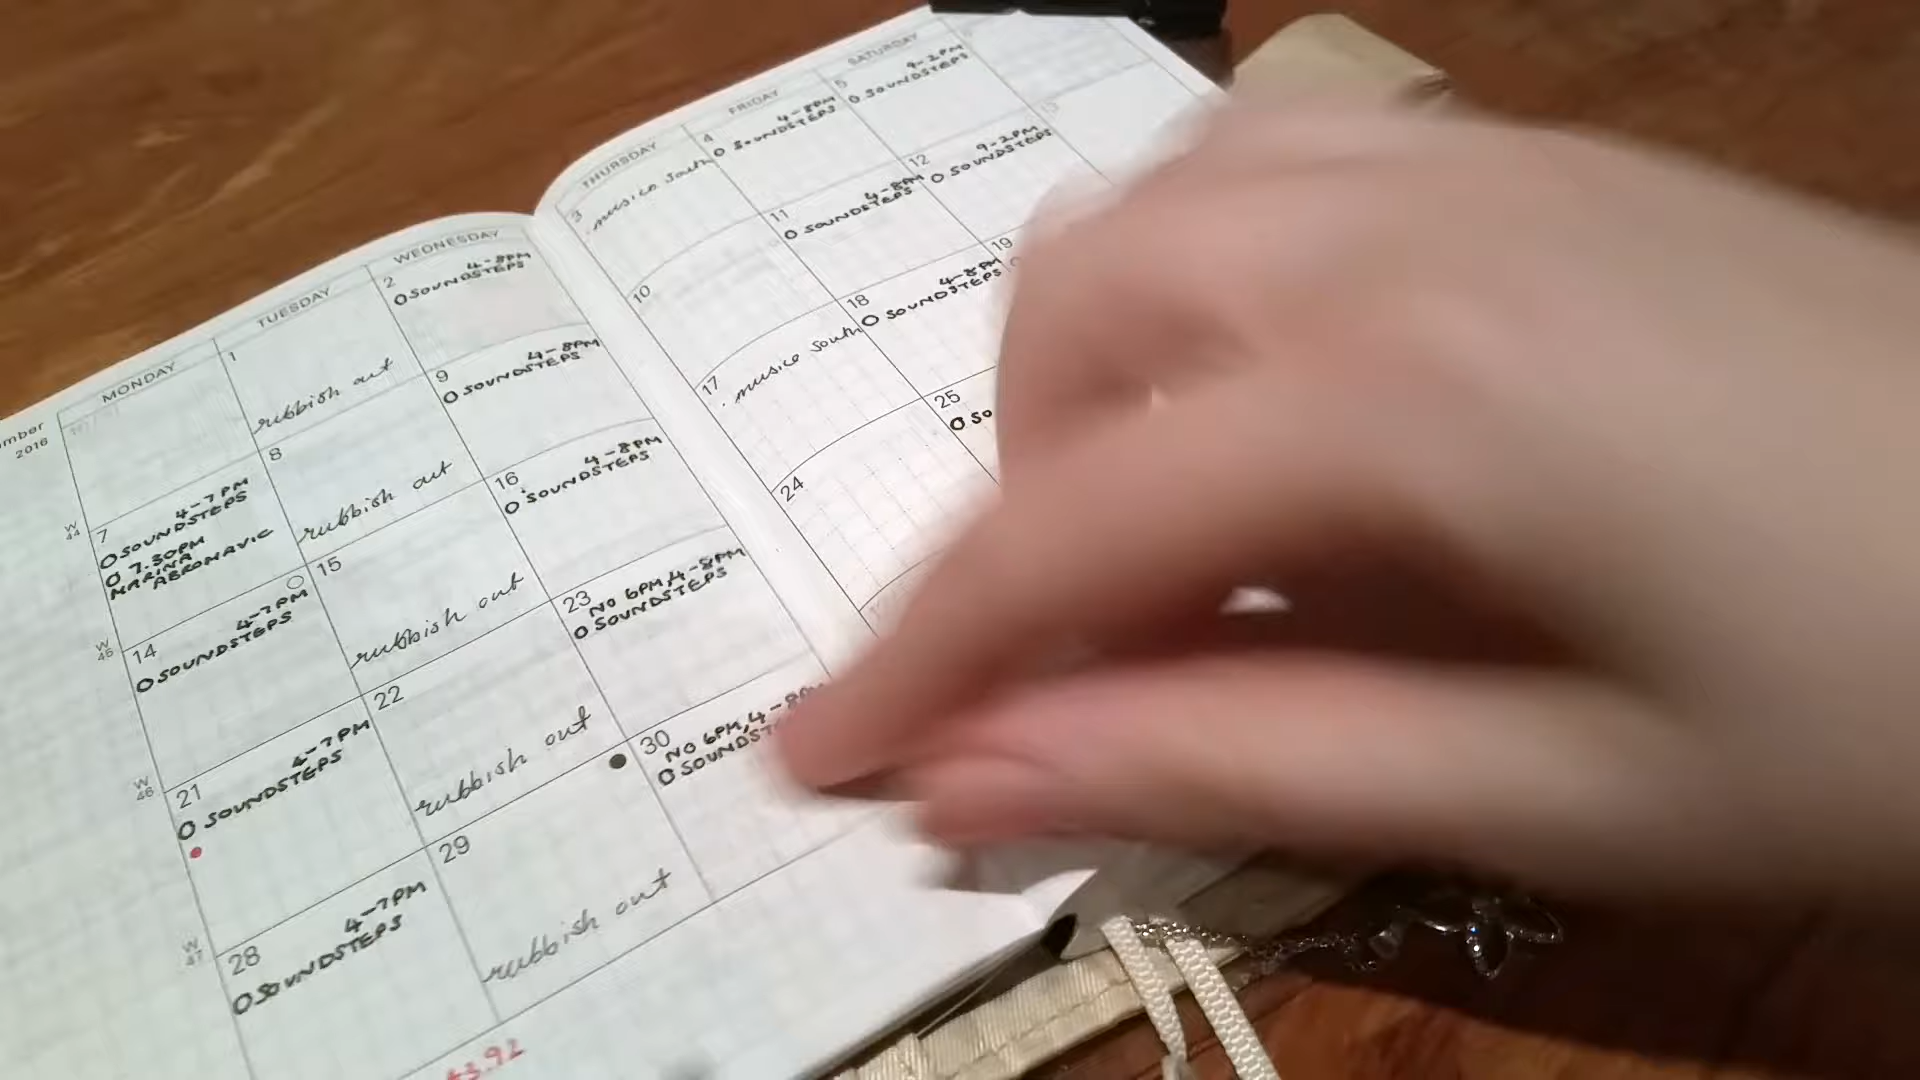 2016
MONDAY
TUESDAY
WEDNESDAY
THURSDAY
FRIDAY
SATURDAY
1
rubbish out
2
4-8PM
SOUNDSTEPS
3
musico south
4
4-8PM
SOUNDSTEPS
5
9-2PM
SOUNDSTEPS
W
44
7
4-7PM
SOUNDSTEPS
7.30PM
MARINA
ABROMAVIC
8
rubbish out
9
4-8PM
SOUNDSTEPS
10
11
4-8PM
SOUNDSTEPS
12
9-2PM
SOUNDSTEPS
13
W
45
14
4-7PM
SOUNDSTEPS
15
rubbish out
16
4-8PM
SOUNDSTEPS
17
musico south
18
4-8PM
SOUNDSTEPS
19
W
46
21
4-7PM
SOUNDSTEPS
22
rubbish out
23
NO 6PM, 4-8PM
SOUNDSTEPS
24
25
W
47
28
4-7PM
SOUNDSTEPS
29
rubbish out
30
NO 6PM, 4-8PM